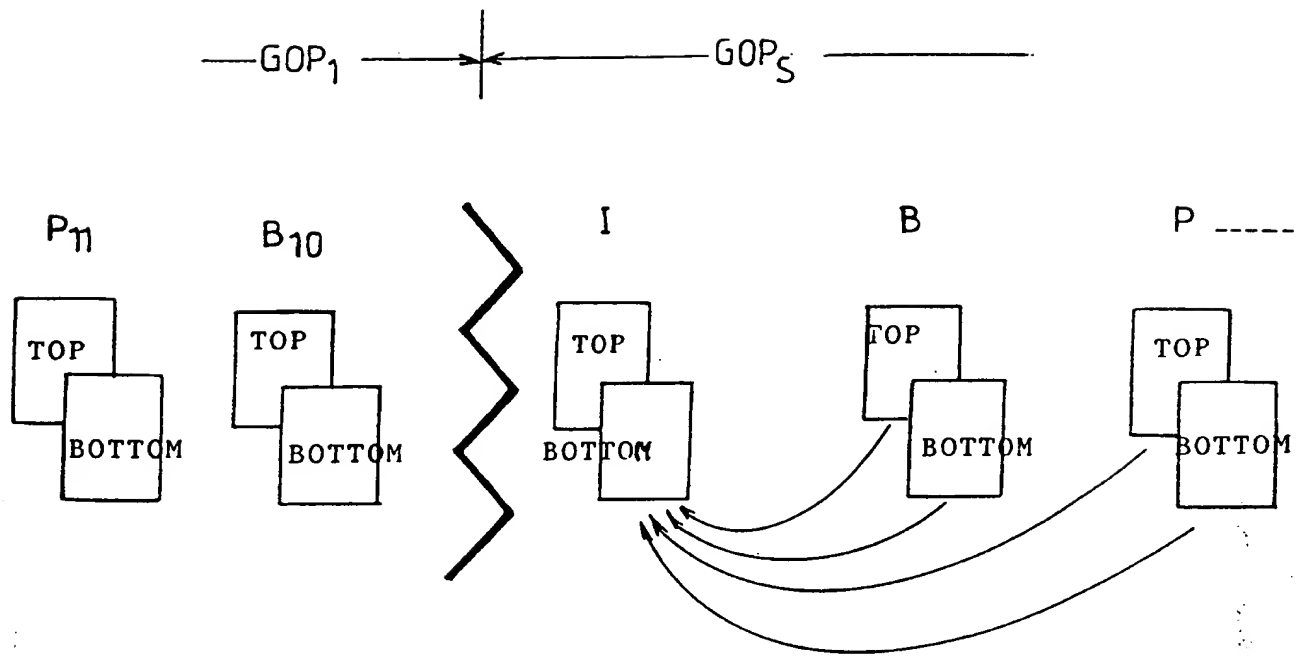 GOP₁ GOPₛ
P₁₁ B₁₀ I B P -----
TOP TOP TOP TOP TOP
BOTTOM BOTTOM BOTTOM BOTTOM BOTTOM